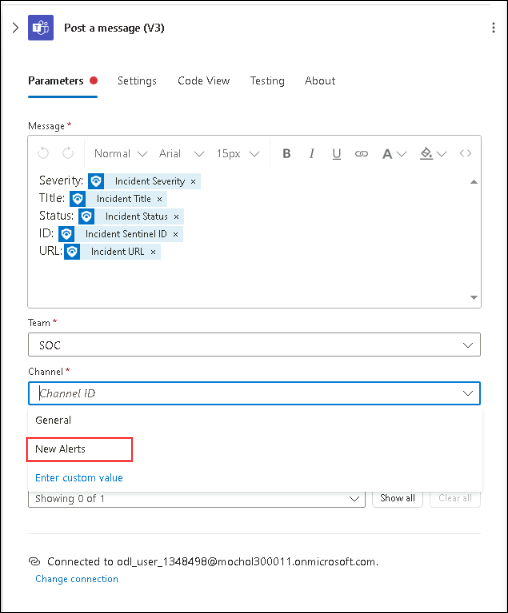 Post a message (V3)
Parameters Settings Code View Testing About
Message *
Normal Arial 15px B I U A
Severity: Incident Severity ×
TItle: Incident Title ×
Status: Incident Status ×
ID: Incident Sentinel ID ×
URL: Incident URL ×
Team *
SOC
Channel *
Channel iD
General
New Alerts
Enter custom value
Showing 0 of 1 Show all Clear all
Connected to odl_user_1348498@mochol300011.onmicrosoft.com.
Change connection